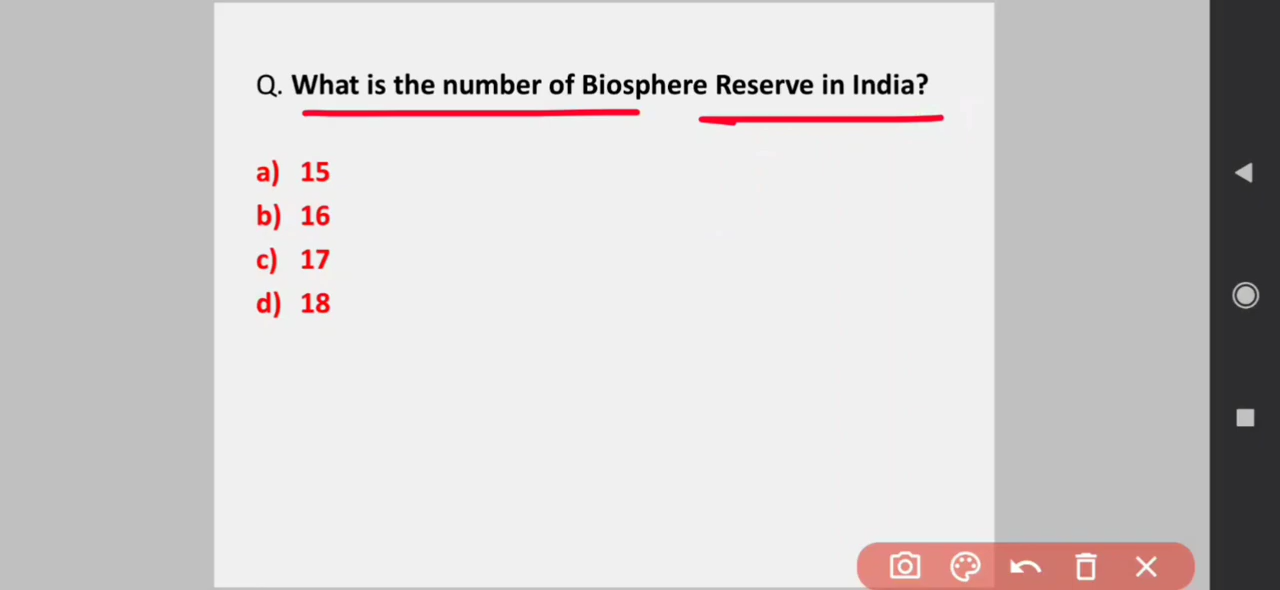 Q. What is the number of Biosphere Reserve in India?
a) 15
b) 16
c) 17
d) 18